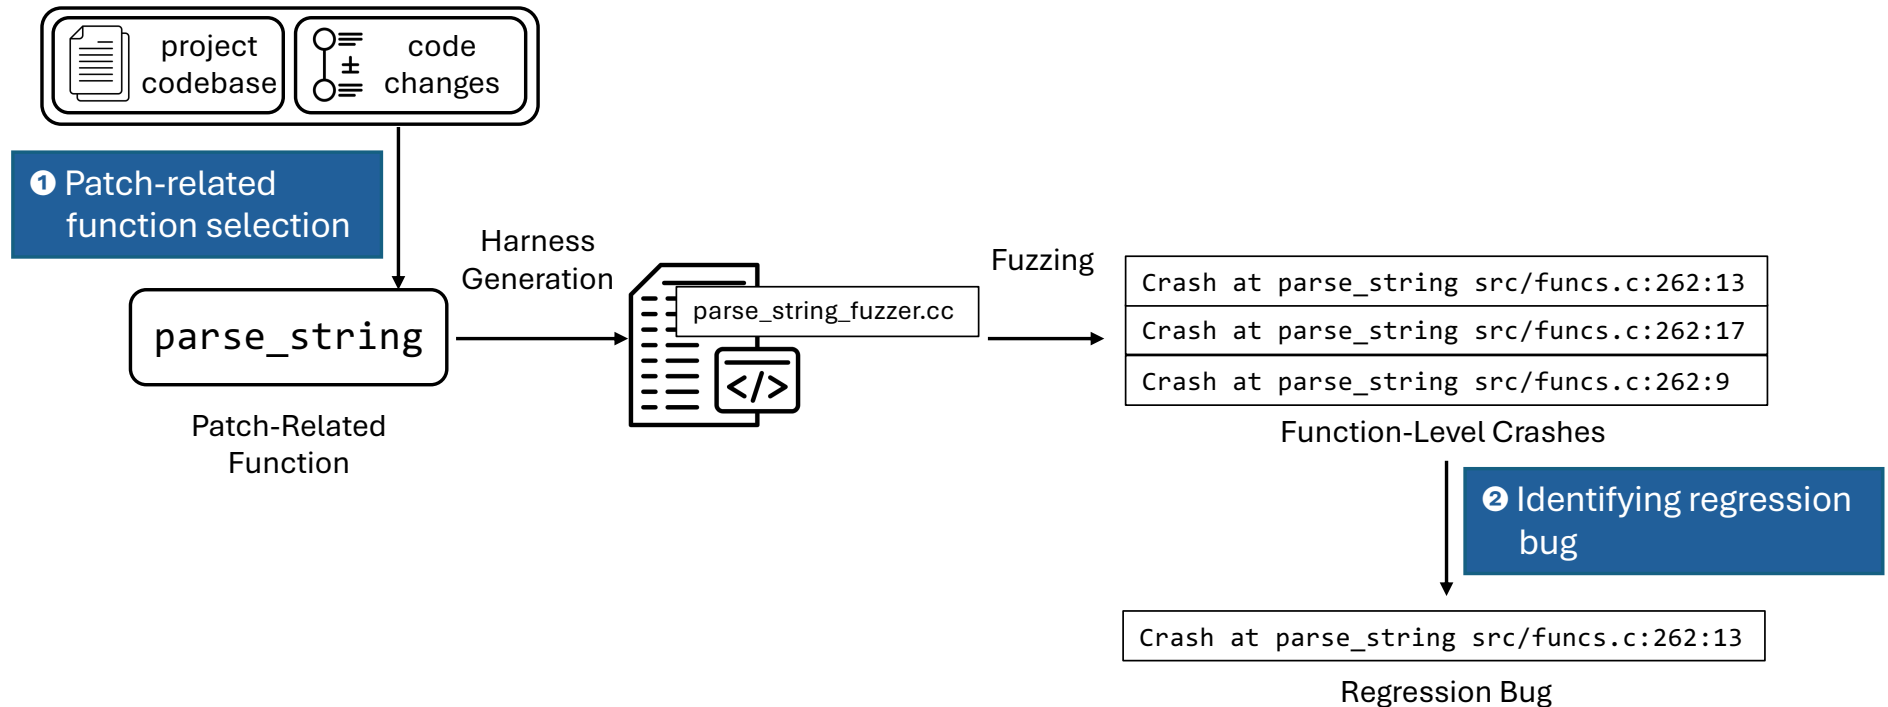 project
codebase
code
changes
❶ Patch-related
function selection
Harness
Generation
Fuzzing
parse_string
Patch-Related
Function
parse_string_fuzzer.cc
</>
Crash at parse_string src/funcs.c:262:13
Crash at parse_string src/funcs.c:262:17
Crash at parse_string src/funcs.c:262:9
Function-Level Crashes
❷ Identifying regression
bug
Crash at parse_string src/funcs.c:262:13
Regression Bug